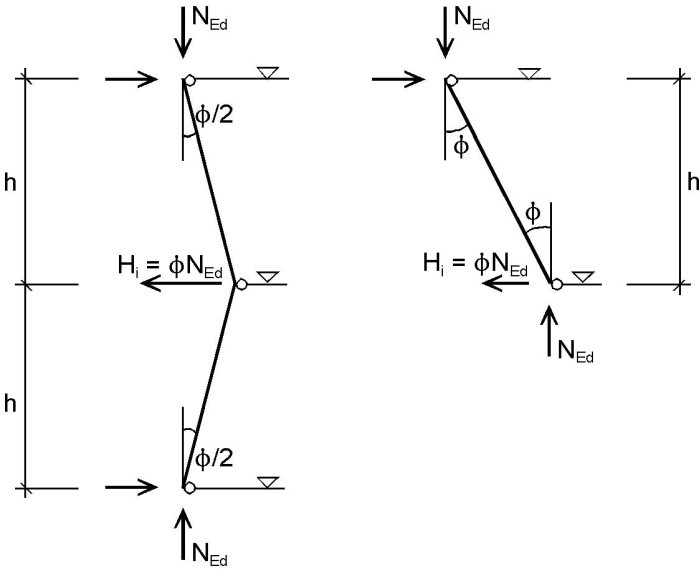 N_Ed
N_Ed
ϕ/2
ϕ
h
h
ϕ
H_i = ϕN_Ed
H_i = ϕN_Ed
N_Ed
h
ϕ/2
N_Ed